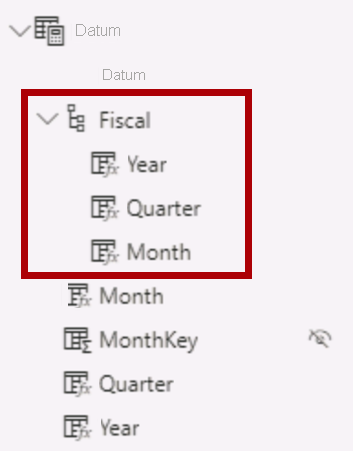 Datum
Datum
Fiscal
Year
Quarter
Month
Month
MonthKey
Quarter
Year